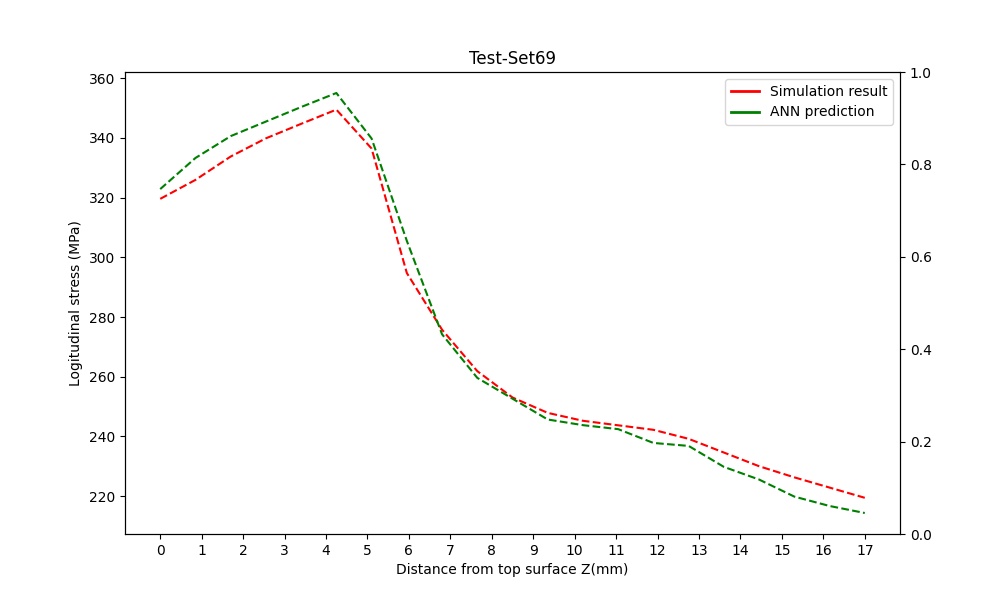 Test-Set69
Simulation result
ANN prediction
Logitudinal stress (MPa)
360
340
320
300
280
260
240
220
1.0
0.8
0.6
0.4
0.2
0.0
0 1 2 3 4 5 6 7 8 9 10 11 12 13 14 15 16 17
Distance from top surface Z(mm)